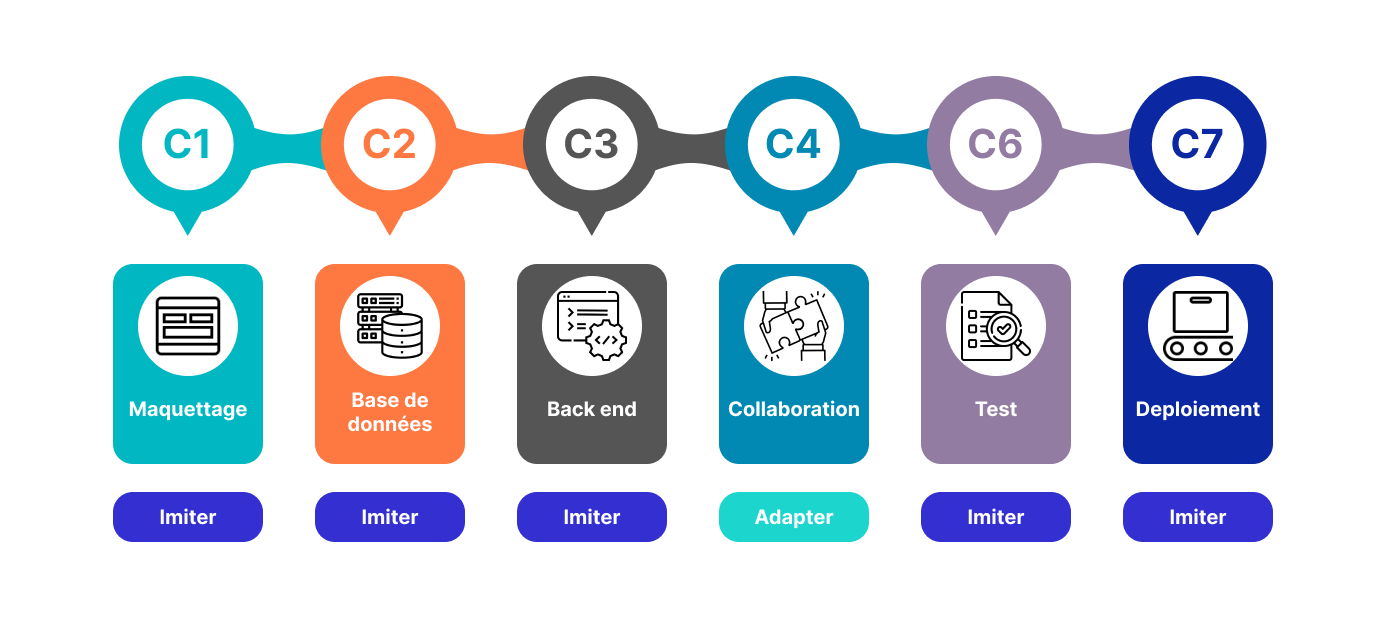 C1
C2
C3
C4
C6
C7
Maquettage
Base de
données
Back end
Collaboration
Test
Deploiement
Imiter
Imiter
Imiter
Adapter
Imiter
Imiter